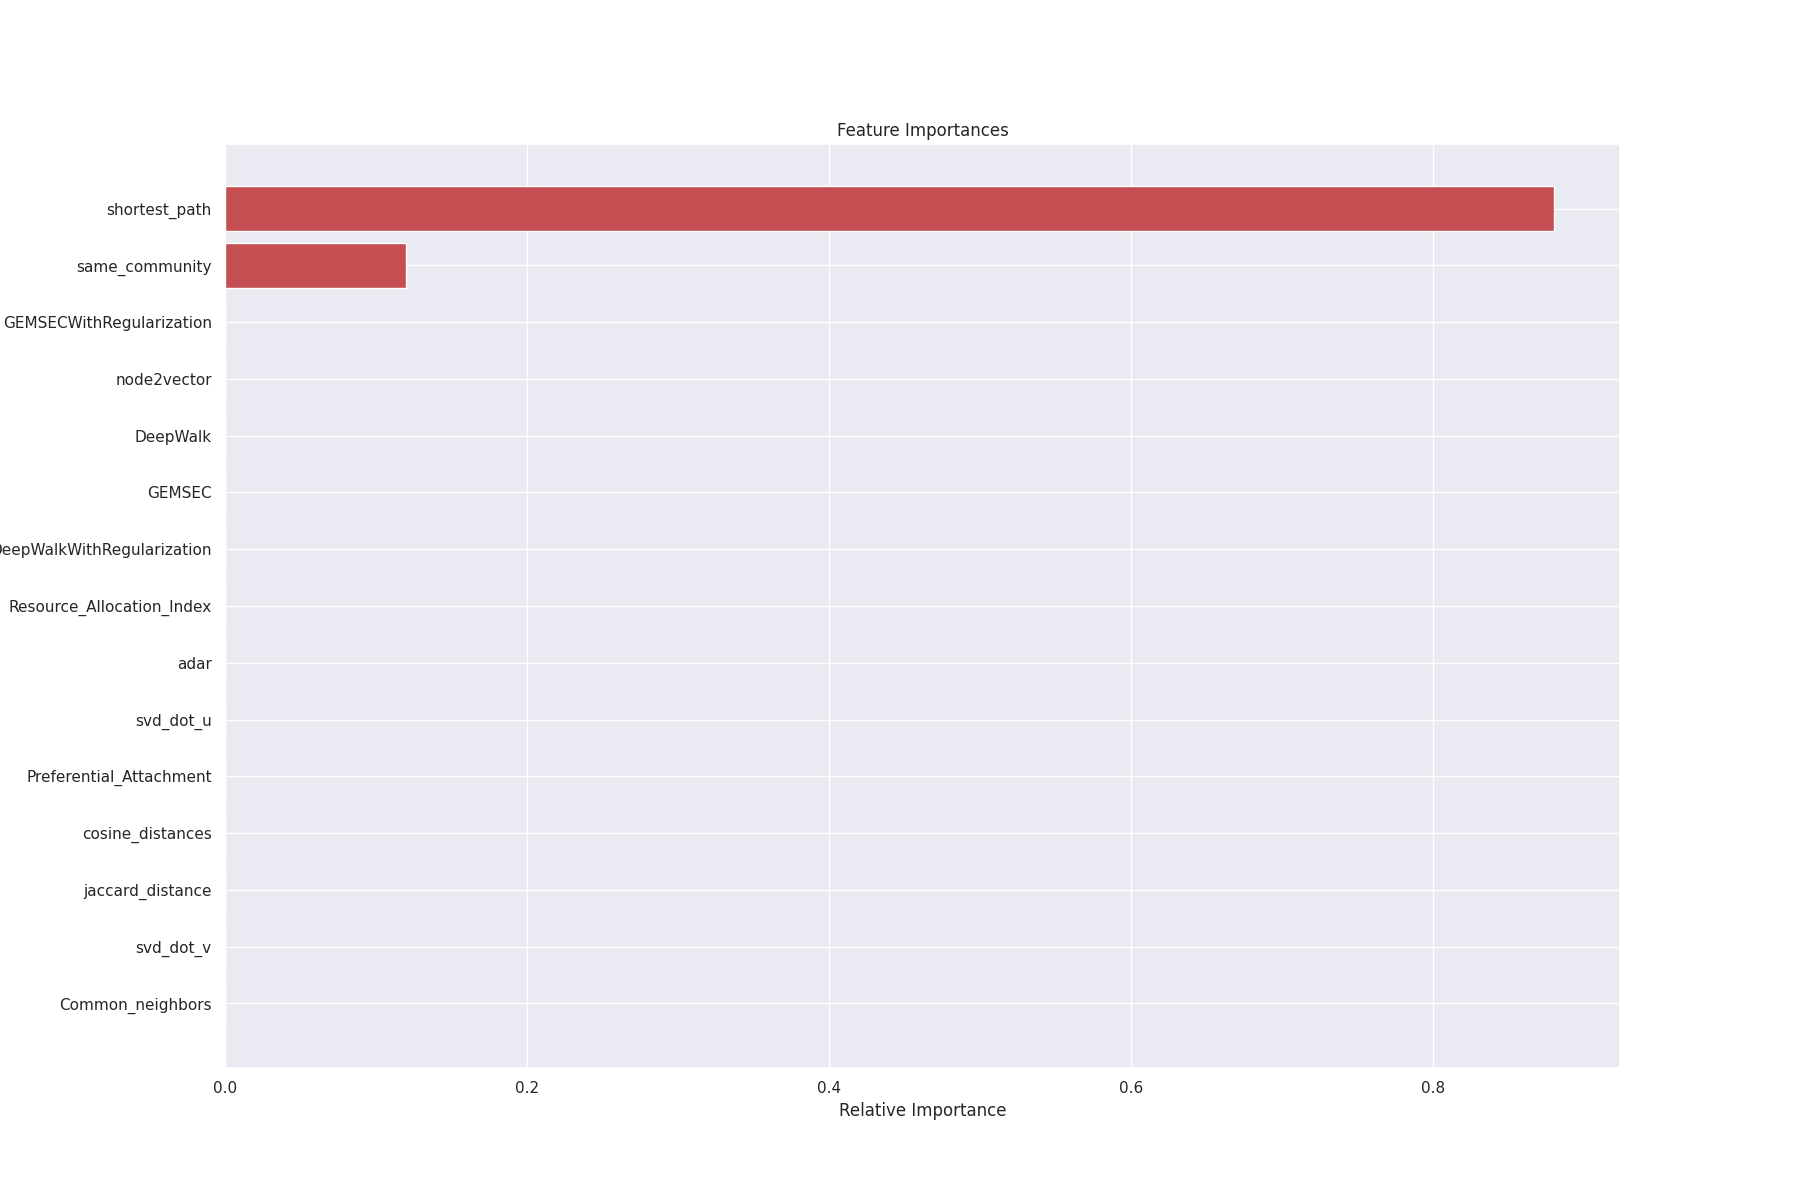 Feature Importances
shortest_path
same_community
GEMSECWithRegularization
node2vector
DeepWalk
GEMSEC
DeepWalkWithRegularization
Resource_Allocation_Index
adar
svd_dot_u
Preferential_Attachment
cosine_distances
jaccard_distance
svd_dot_v
Common_neighbors
0.0 0.2 0.4 0.6 0.8
Relative Importance